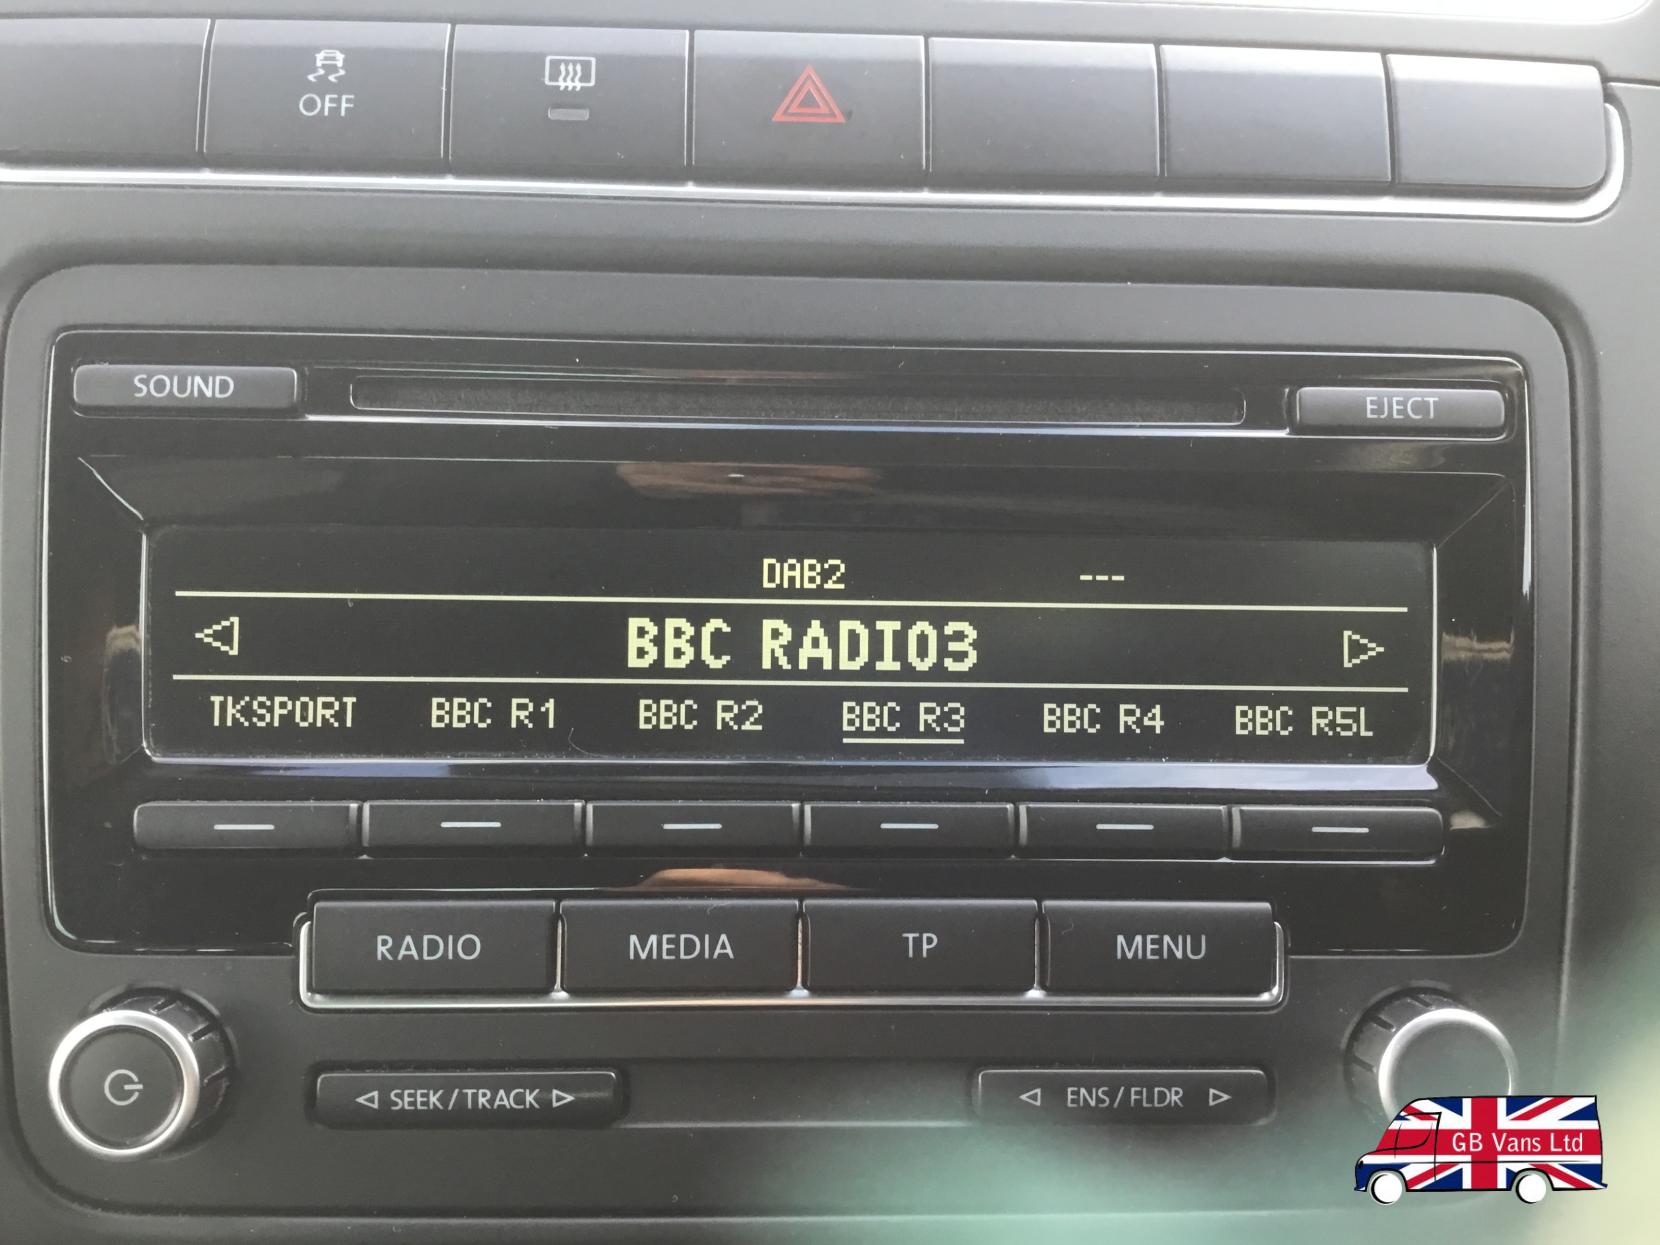 OFF
SOUND
EJECT
DAB2 ---
BBC RADIO3
TKSPORT BBC R1 BBC R2 BBC R3 BBC R4 BBC R5L
RADIO MEDIA TP MENU
SEEK/TRACK ENS/FLDR
GB Vans Ltd